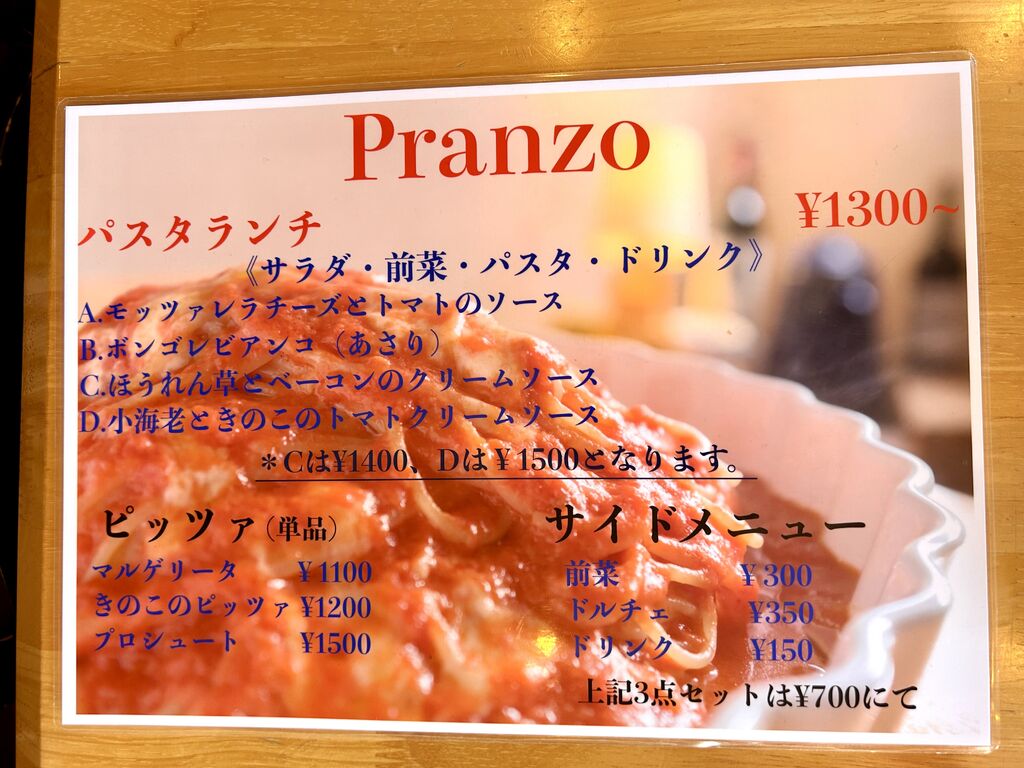 Pranzo
パスタランチ ¥1300~
《サラダ・前菜・パスタ・ドリンク》
A.モッツァレラチーズとトマトのソース
B.ボンゴレビアンコ（あさり）
C.ほうれん草とベーコンのクリームソース
D.小海老ときのこのトマトクリームソース
＊Cは¥1400、Dは￥1500となります。
ピッツァ（単品）
マルゲリータ ￥1100
きのこのピッツァ ¥1200
プロシュート ¥1500
サイドメニュー
前菜 ￥300
ドルチェ ¥350
ドリンク ¥150
上記3点セットは¥700にて